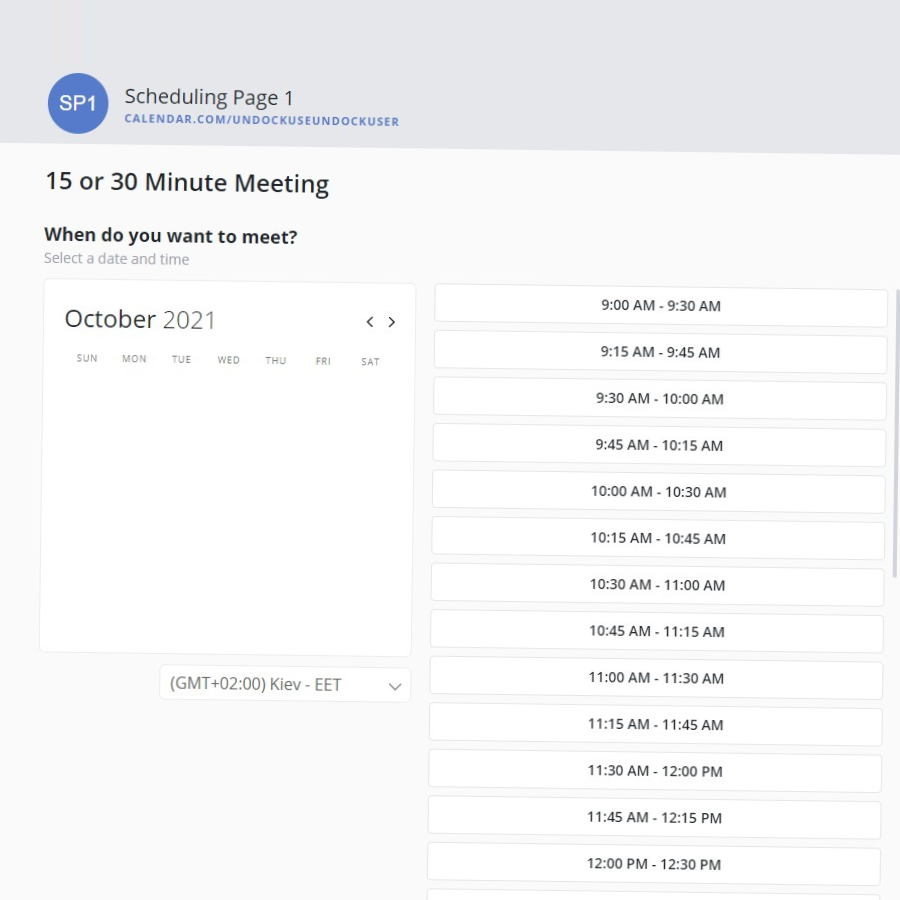 SP1
Scheduling Page 1
CALENDAR.COM/UNDOCKUSEUNDOCKUSER
15 or 30 Minute Meeting
When do you want to meet?
Select a date and time
October 2021
SUN MON TUE WED THU FRI SAT
(GMT+02:00) Kiev - EET
9:00 AM - 9:30 AM
9:15 AM - 9:45 AM
9:30 AM - 10:00 AM
9:45 AM - 10:15 AM
10:00 AM - 10:30 AM
10:15 AM - 10:45 AM
10:30 AM - 11:00 AM
10:45 AM - 11:15 AM
11:00 AM - 11:30 AM
11:15 AM - 11:45 AM
11:30 AM - 12:00 PM
11:45 AM - 12:15 PM
12:00 PM - 12:30 PM